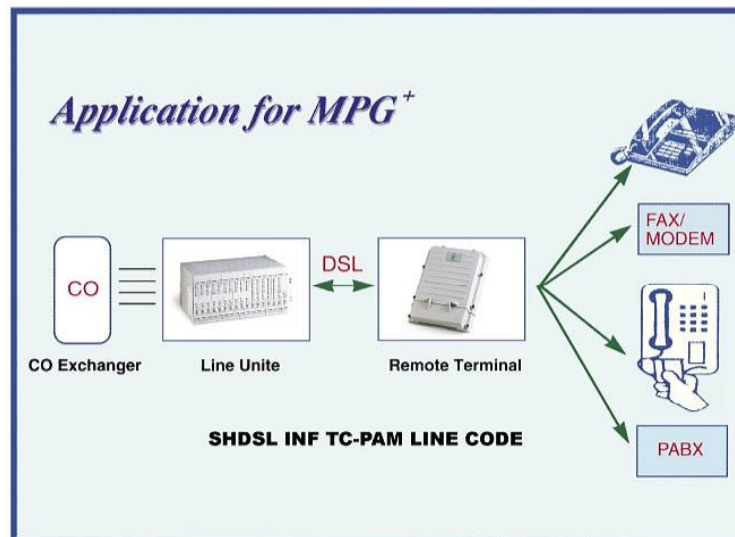 Application for MPG+
FAX/
MODEM
DSL
CO
CO Exchanger
Line Unite
Remote Terminal
SHDSL INF TC-PAM LINE CODE
PABX